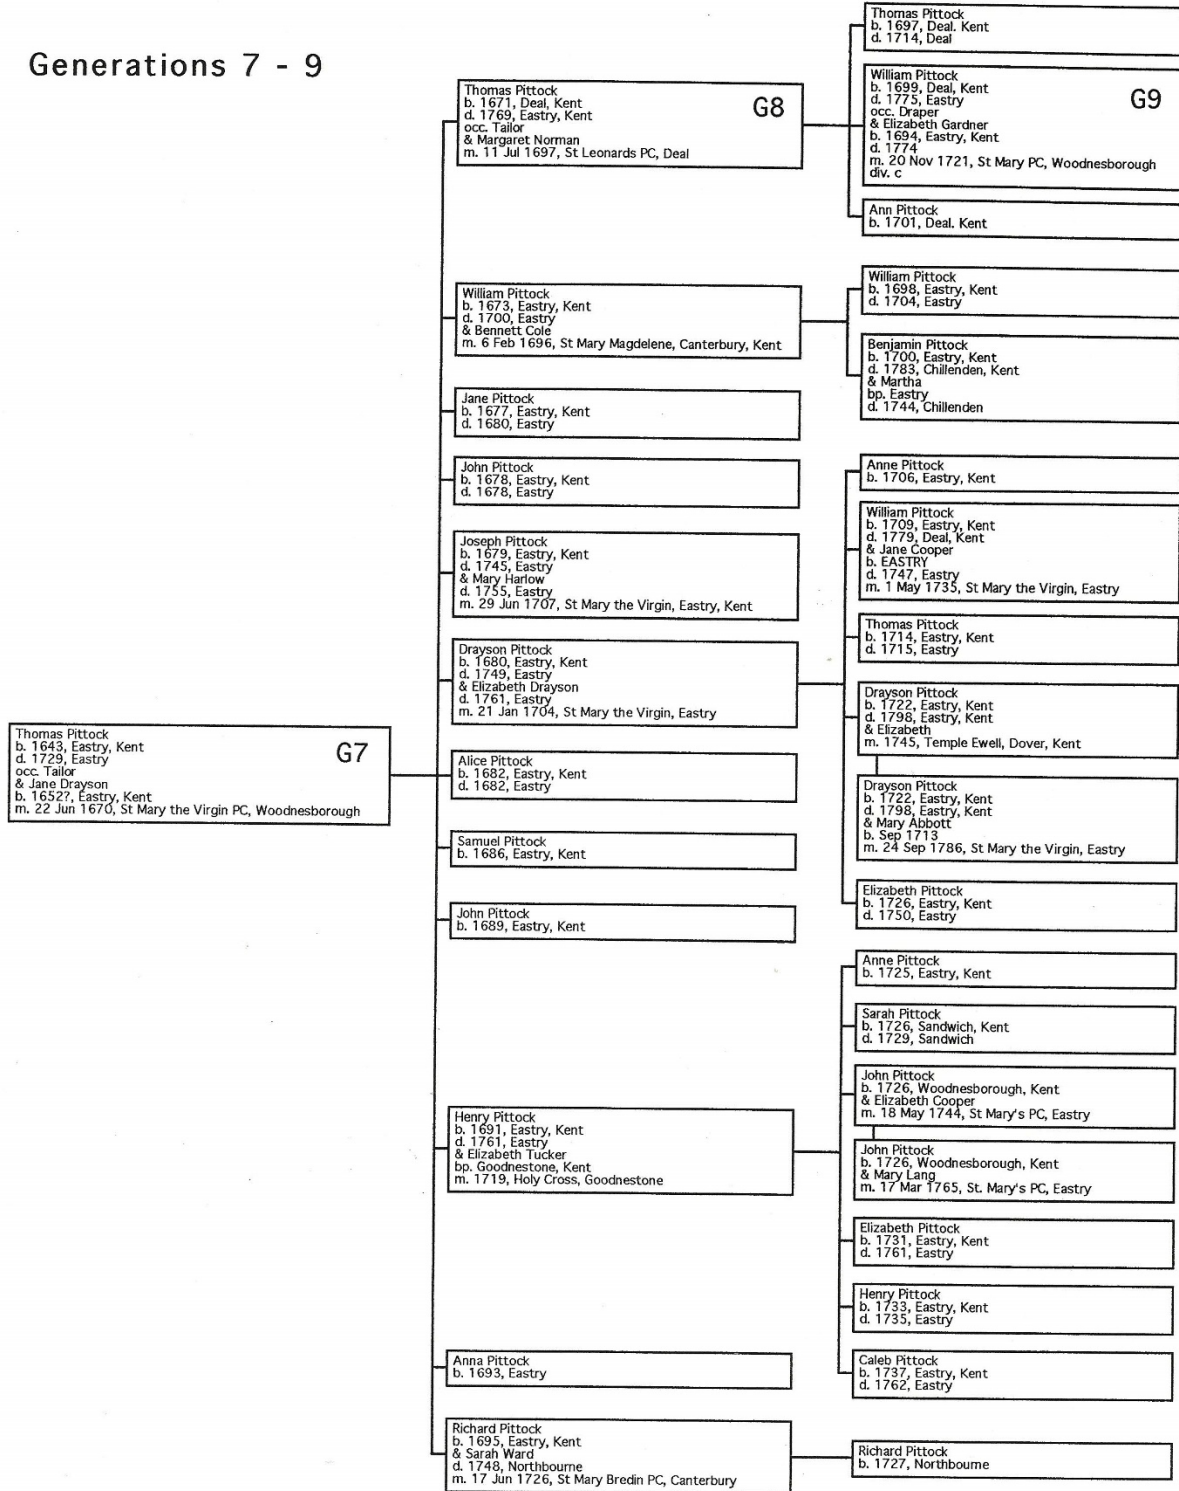 Generations 7 - 9
Thomas Pittock
b. 1643, Eastry, Kent
d. 1729, Eastry
occ. Tailor
& Jane Drayson
b. 1652?, Eastry, Kent
m. 22 Jun 1670, St Mary the Virgin PC, Woodnesborough
G7
Thomas Pittock
b. 1671, Deal, Kent
d. 1769, Eastry, Kent
occ. Tailor
& Margaret Norman
m. 11 Jul 1697, St Leonards PC, Deal
G8
William Pittock
b. 1673, Eastry, Kent
d. 1700, Eastry
& Bennett Cole
m. 6 Feb 1696, St Mary Magdelene, Canterbury, Kent
Jane Pittock
b. 1677, Eastry, Kent
d. 1680, Eastry
John Pittock
b. 1678, Eastry, Kent
d. 1678, Eastry
Joseph Pittock
b. 1679, Eastry, Kent
d. 1745, Eastry
& Mary Harlow
d. 1755, Eastry
m. 29 Jun 1707, St Mary the Virgin, Eastry, Kent
Drayson Pittock
b. 1680, Eastry, Kent
d. 1749, Eastry
& Elizabeth Drayson
d. 1761, Eastry
m. 21 Jan 1704, St Mary the Virgin, Eastry
Alice Pittock
b. 1682, Eastry, Kent
d. 1682, Eastry
Samuel Pittock
b. 1686, Eastry, Kent
John Pittock
b. 1689, Eastry, Kent
Henry Pittock
b. 1691, Eastry, Kent
d. 1761, Eastry
& Elizabeth Tucker
bp. Goodnestone, Kent
m. 1719, Holy Cross, Goodnestone
Anna Pittock
b. 1693, Eastry
Richard Pittock
b. 1695, Eastry, Kent
& Sarah Ward
d. 1748, Northbourne
m. 17 Jun 1726, St Mary Bredin PC, Canterbury
Thomas Pittock
b. 1697, Deal. Kent
d. 1714, Deal
William Pittock
b. 1699, Deal, Kent
d. 1775, Eastry
occ. Draper
& Elizabeth Gardner
b. 1694, Eastry, Kent
d. 1774
m. 20 Nov 1721, St Mary PC, Woodnesborough
div. c
G9
Ann Pittock
b. 1701, Deal. Kent
William Pittock
b. 1698, Eastry, Kent
d. 1704, Eastry
Benjamin Pittock
b. 1700, Eastry, Kent
d. 1783, Chillenden, Kent
& Martha
bp. Eastry
d. 1744, Chillenden
Anne Pittock
b. 1706, Eastry, Kent
William Pittock
b. 1709, Eastry, Kent
d. 1779, Deal, Kent
& Jane Cooper
b. EASTRY
d. 1747, Eastry
m. 1 May 1735, St Mary the Virgin, Eastry
Thomas Pittock
b. 1714, Eastry, Kent
d. 1715, Eastry
Drayson Pittock
b. 1722, Eastry, Kent
d. 1798, Eastry, Kent
& Elizabeth
m. 1745, Temple Ewell, Dover, Kent
Drayson Pittock
b. 1722, Eastry, Kent
d. 1798, Eastry, Kent
& Mary Abbott
b. Sep 1713
m. 24 Sep 1786, St Mary the Virgin, Eastry
Elizabeth Pittock
b. 1726, Eastry, Kent
d. 1750, Eastry
Anne Pittock
b. 1725, Eastry, Kent
Sarah Pittock
b. 1726, Sandwich, Kent
d. 1729, Sandwich
John Pittock
b. 1726, Woodnesborough, Kent
& Elizabeth Cooper
m. 18 May 1744, St Mary's PC, Eastry
John Pittock
b. 1726, Woodnesborough, Kent
& Mary Lang
m. 17 Mar 1765, St. Mary's PC, Eastry
Elizabeth Pittock
b. 1731, Eastry, Kent
d. 1761, Eastry
Henry Pittock
b. 1733, Eastry, Kent
d. 1735, Eastry
Caleb Pittock
b. 1737, Eastry, Kent
d. 1762, Eastry
Richard Pittock
b. 1727, Northbourne